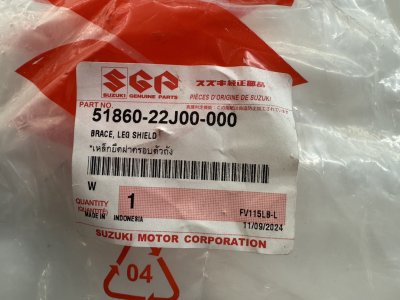 SGP
SUZUKI GENUINE PARTS
スズキ純正部品
PIÈCES D'ORIGINE DE SUZUKI
PART NO.
51860-22J00-000
BRACE, LEG SHIELD
W
QUANTITY
1
MADE IN INDONESIA
FV115LB-L
11/09/2024
SUZUKI MOTOR CORPORATION
04